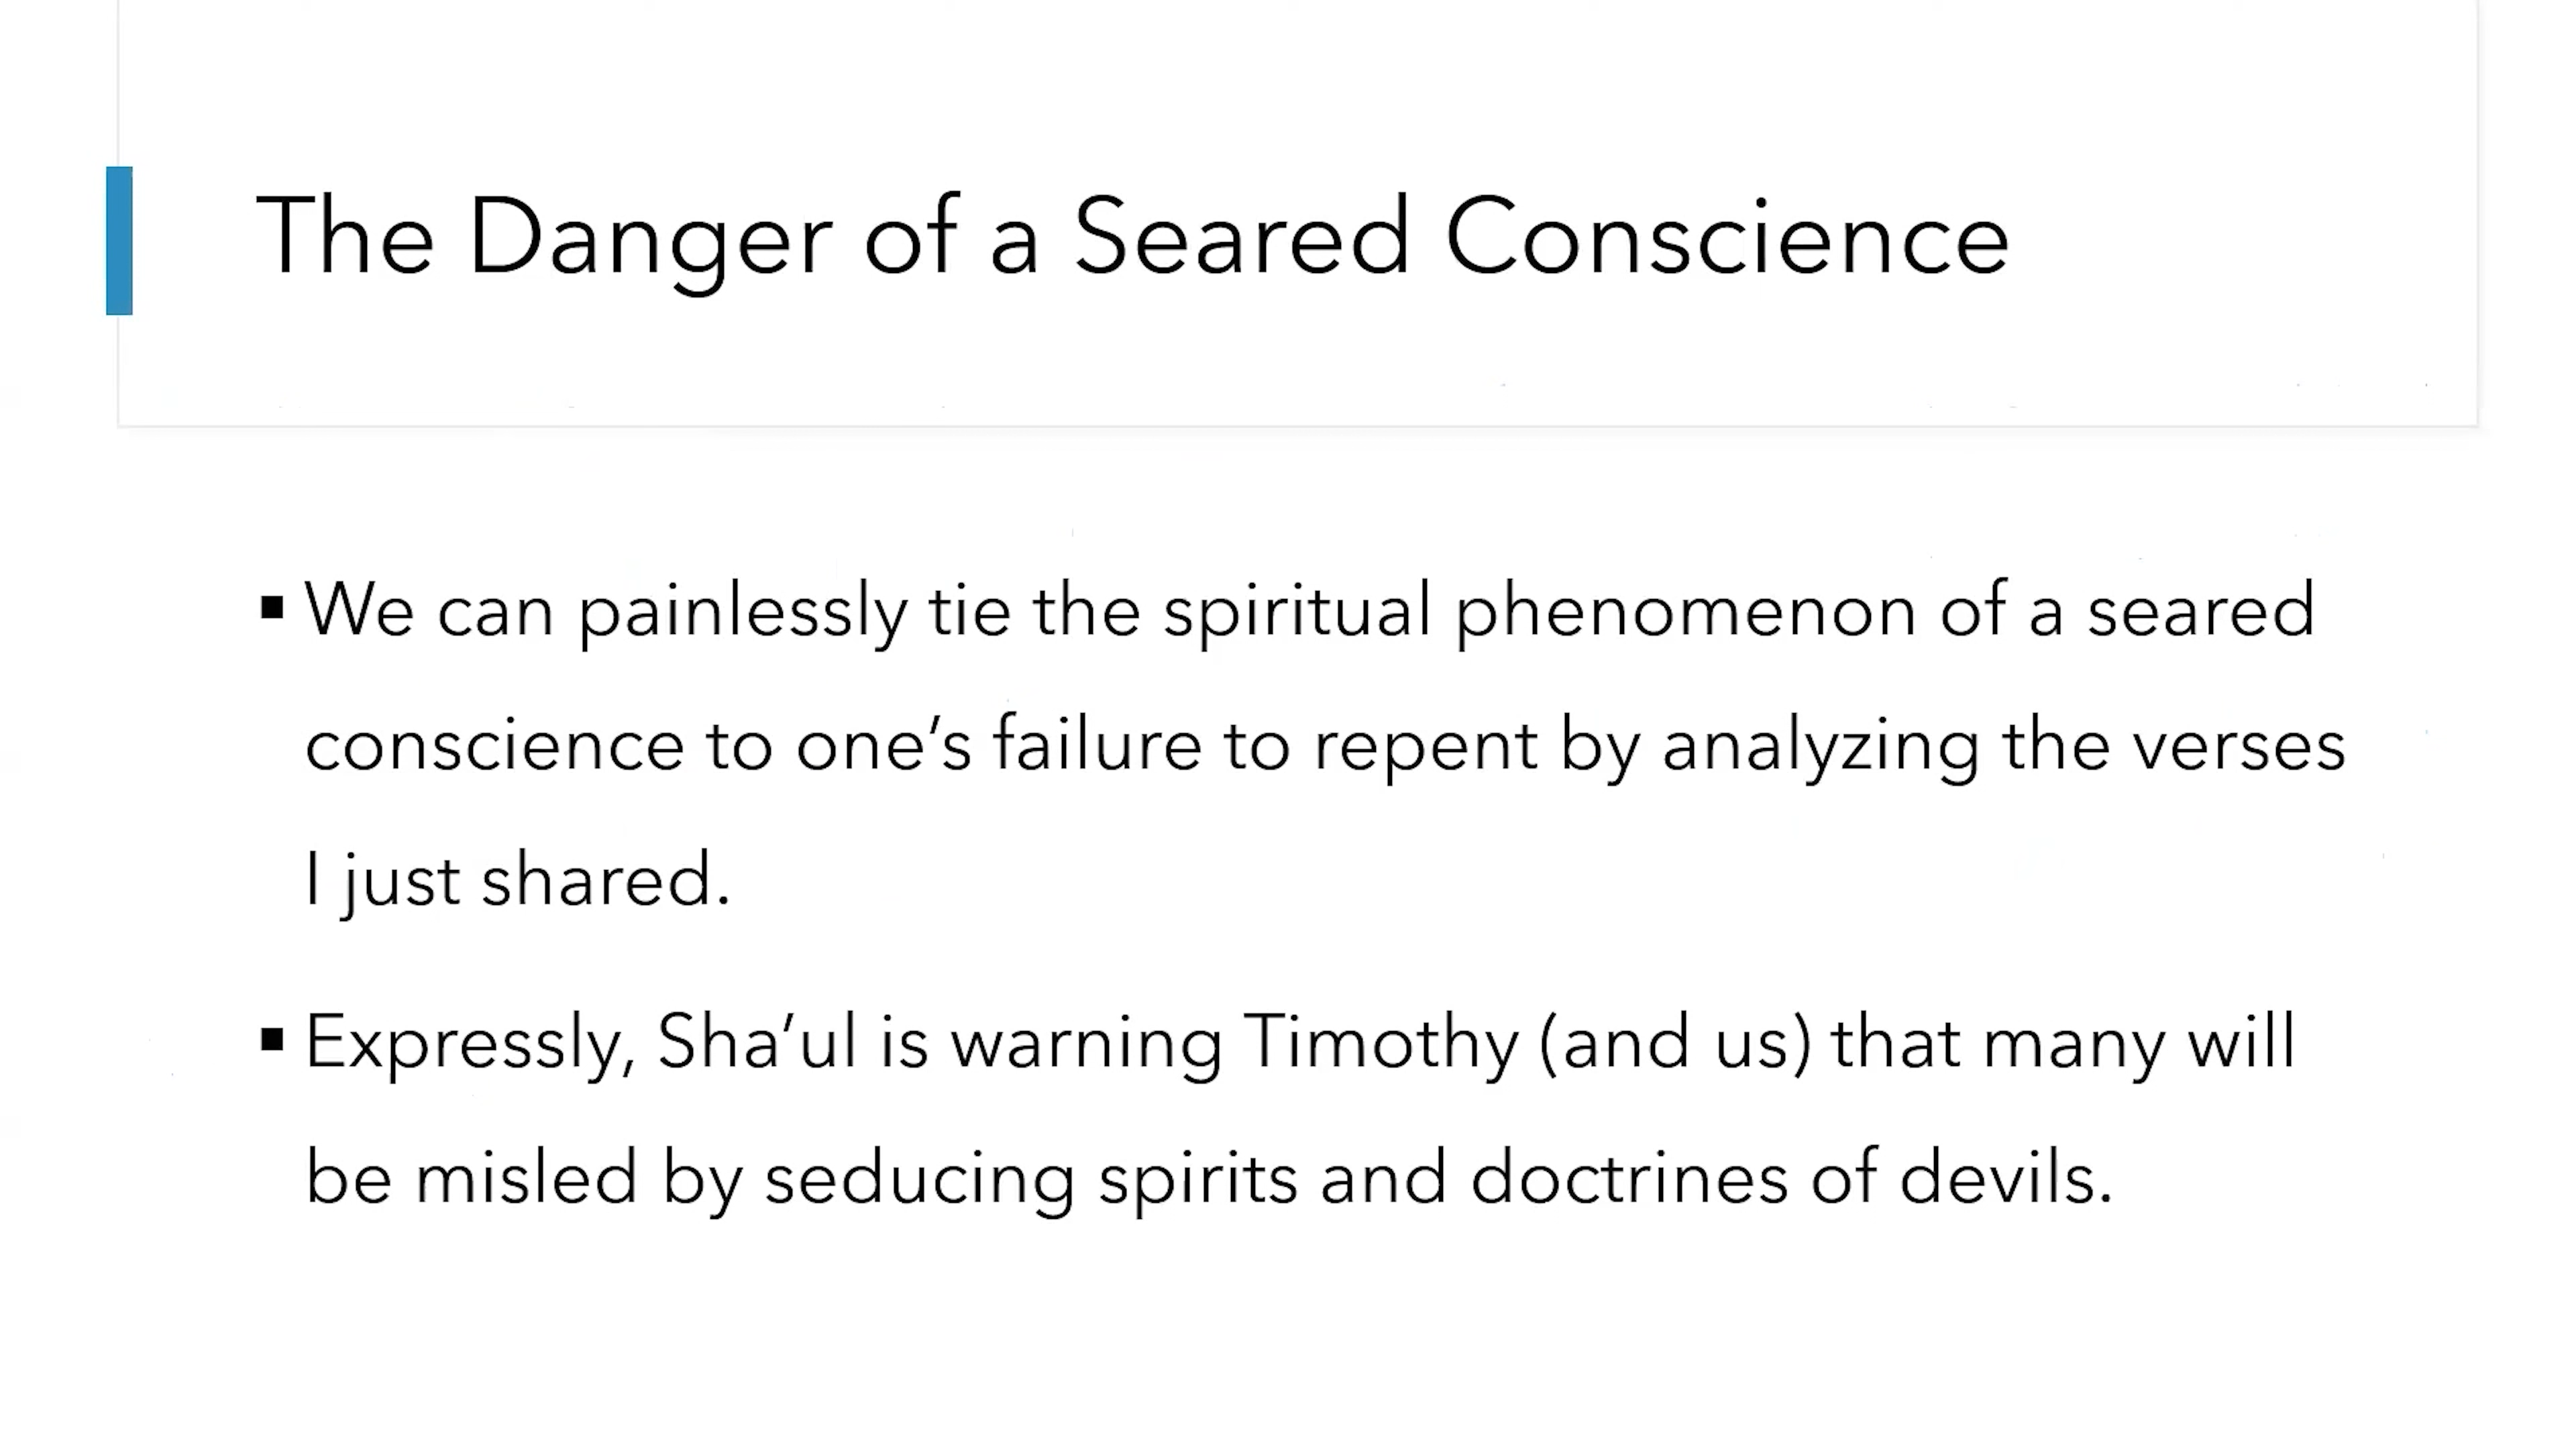 The Danger of a Seared Conscience
▪ We can painlessly tie the spiritual phenomenon of a seared
conscience to one’s failure to repent by analyzing the verses
I just shared.
▪ Expressly, Sha’ul is warning Timothy (and us) that many will
be misled by seducing spirits and doctrines of devils.